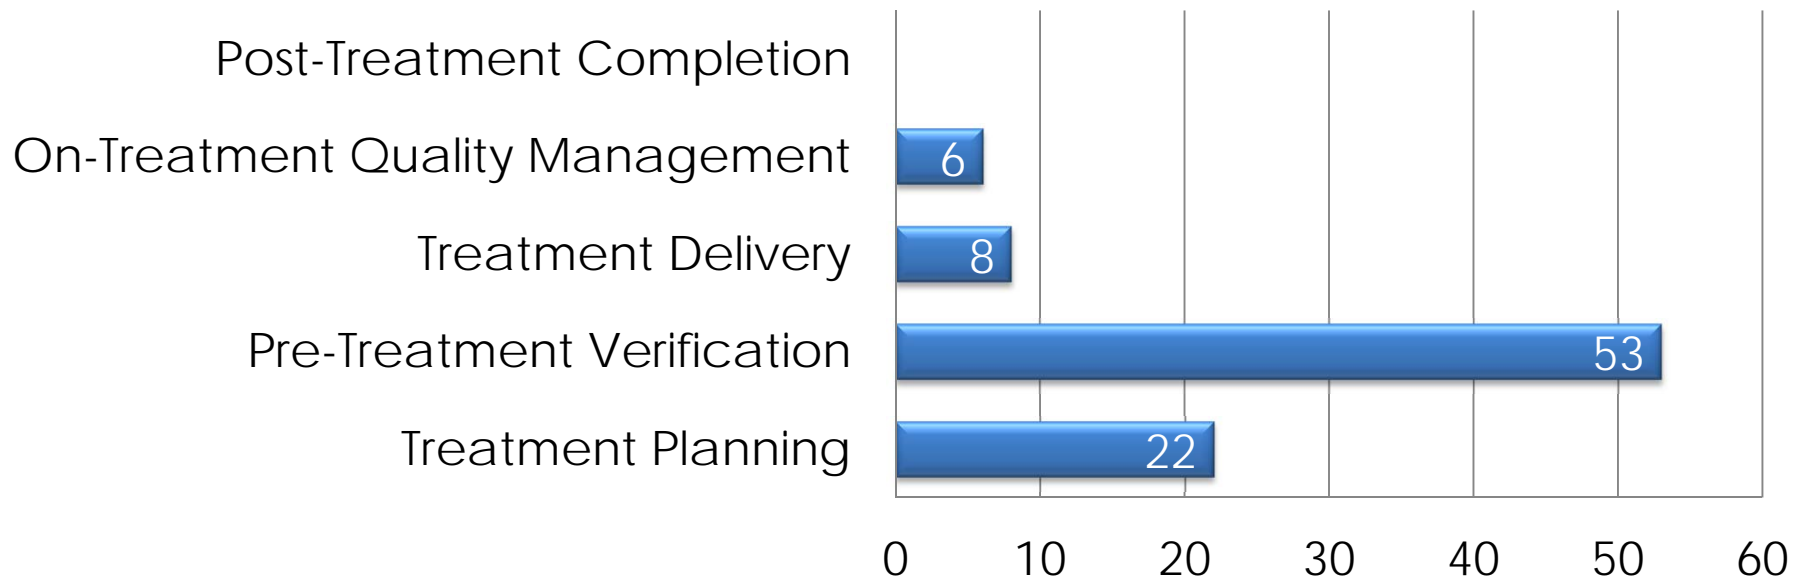 Post-Treatment Completion
On-Treatment Quality Management
6
Treatment Delivery
8
Pre-Treatment Verification
53
Treatment Planning
22
0 10 20 30 40 50 60